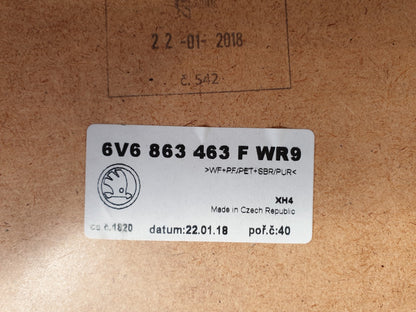 22 -01- 2018
č. 542
6V6 863 463 F WR9
>WF+PF/PET+SBR/PUR<
XH4
Made in Czech Republic
datum:22.01.18 poř.č:40